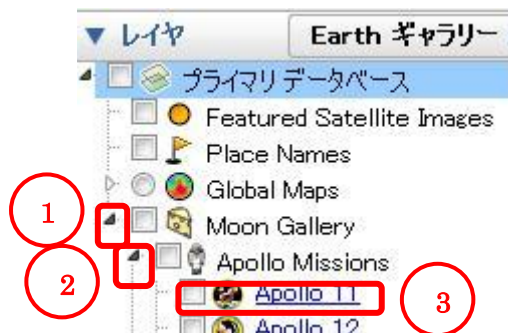 レイヤ Earth ギャラリー
プライマリ データベース
Featured Satellite Images
Place Names
Global Maps
1 Moon Gallery
2 Apollo Missions
Apollo 11 3
Apollo 12